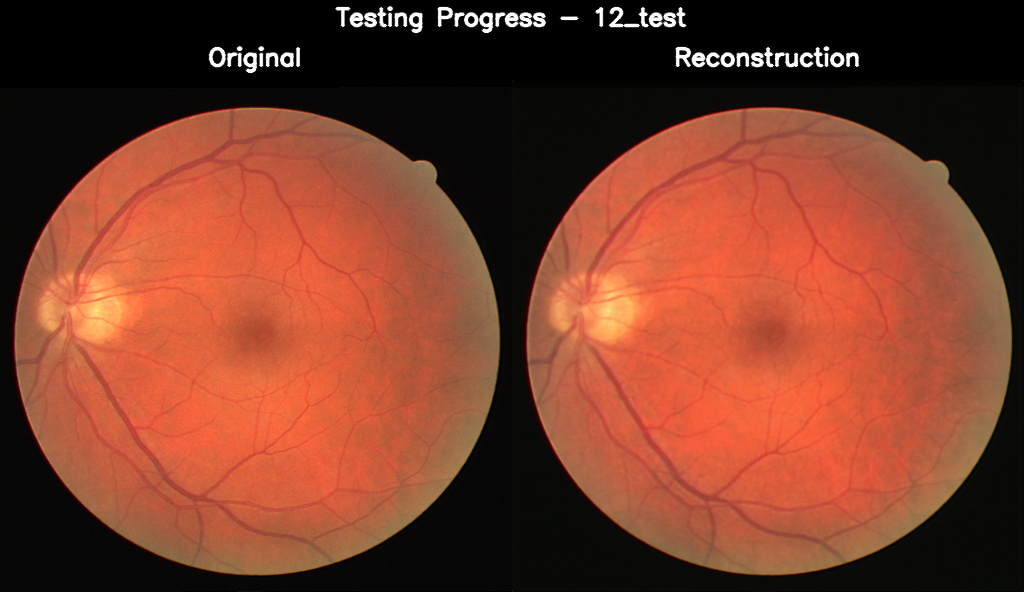 Testing Progress - 12_test
Original
Reconstruction